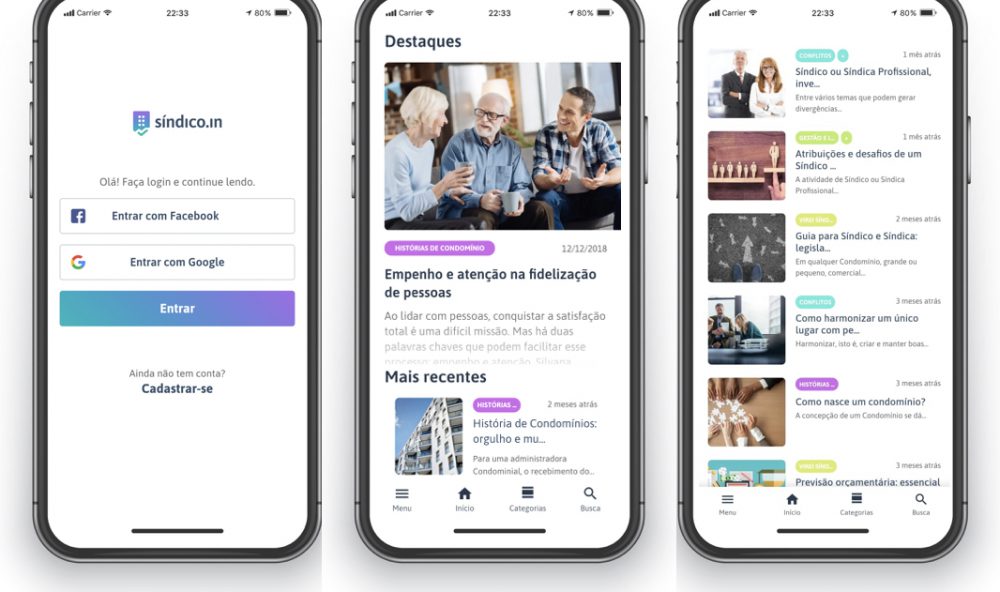 Carrier
22:33
80%
síndico.in
Olá! Faça login e continue lendo.
Entrar com Facebook
Entrar com Google
Entrar
Ainda não tem conta?
Cadastrar-se
Carrier
22:33
80%
Destaques
HISTÓRIAS DE CONDOMÍNIO
12/12/2018
Empenho e atenção na fidelização
de pessoas
Ao lidar com pessoas, conquistar a satisfação
total é uma difícil missão. Mas há duas
palavras chaves que podem facilitar esse
processo: empenho e atenção. Silvana
Mais recentes
HISTÓRIAS ...
2 meses atrás
História de Condomínios:
orgulho e mu...
Para uma administradora
Condominial, o recebimento do...
Menu
Início
Categorias
Busca
Carrier
22:33
80%
CONFLITOS
+
1 mês atrás
Síndico ou Síndica Profissional,
inve...
Entre vários temas que podem gerar
divergências...
GESTÃO E I...
+
1 mês atrás
Atribuições e desafios de um
Síndico ...
A atividade de Síndico ou Síndica
Profissional...
VIREI SÍND...
2 meses atrás
Guia para Síndico e Síndica:
legisla...
Em qualquer Condomínio, grande ou
pequeno, comercial...
CONFLITOS
3 meses atrás
Como harmonizar um único
lugar com pe...
Harmonizar, isto é, criar e manter boas...
HISTÓRIAS ...
3 meses atrás
Como nasce um condomínio?
A concepção de um Condomínio se dá...
VIREI SÍND...
3 meses atrás
Previsão orçamentária: essencial
Menu
Início
Categorias
Busca